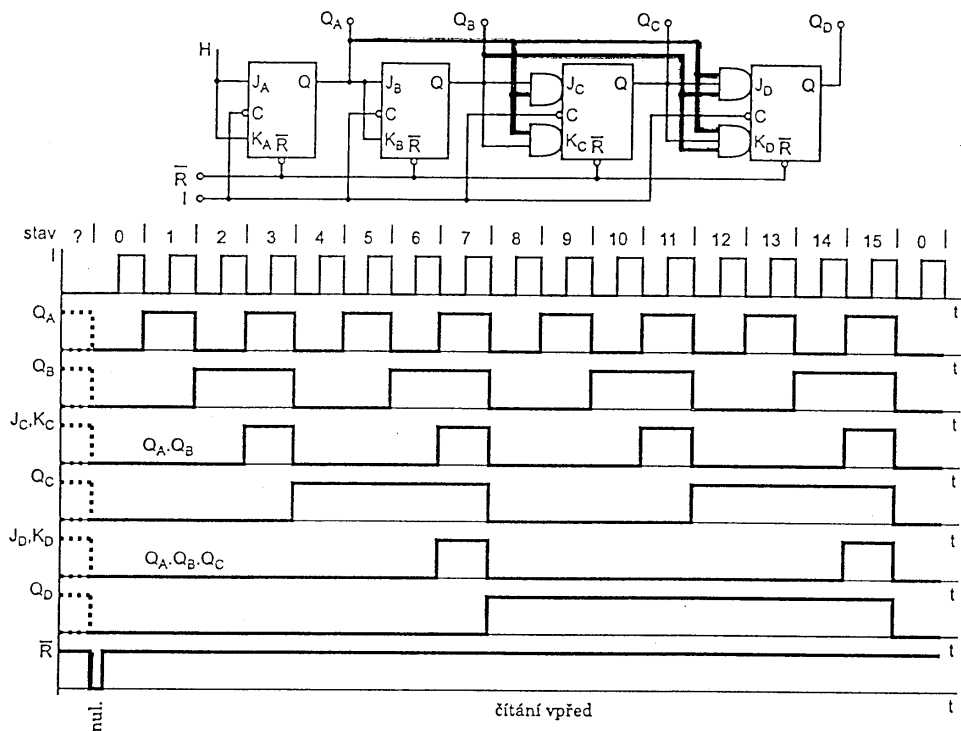 Q_A Q_B Q_C Q_D
H
J_A Q J_B Q J_C Q J_D Q
C C C C
K_A R̅ K_B R̅ K_C R̅ K_D R̅
R̅
I
stav ? 0 1 2 3 4 5 6 7 8 9 10 11 12 13 14 15 0
I t
Q_A t
Q_B t
J_C,K_C Q_A.Q_B t
Q_C t
J_D,K_D Q_A.Q_B.Q_C t
Q_D t
R̅ t
nul. čítání vpřed